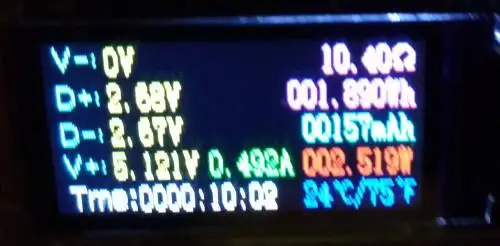 V-: 0V 10.40Ω
D+: 2.68V 001.890Wh
D-: 2.67V 00157mAh
V+: 5.121V 0.492A 002.519W
Tme:0000:10:02 24℃/75℉